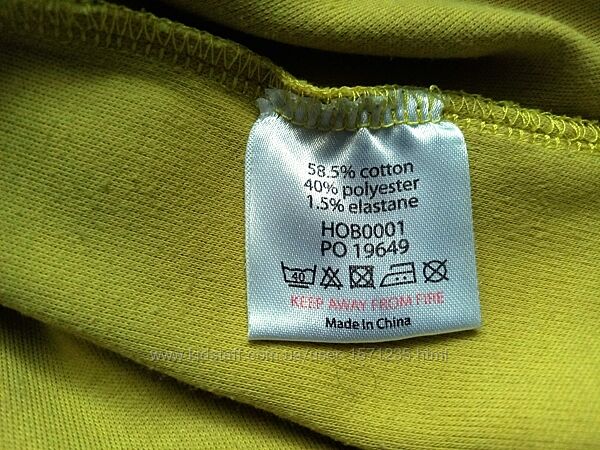 58.5% cotton
40% polyester
1.5% elastane
HOB0001
PO 19649
40
KEEP AWAY FROM FIRE
Made In China